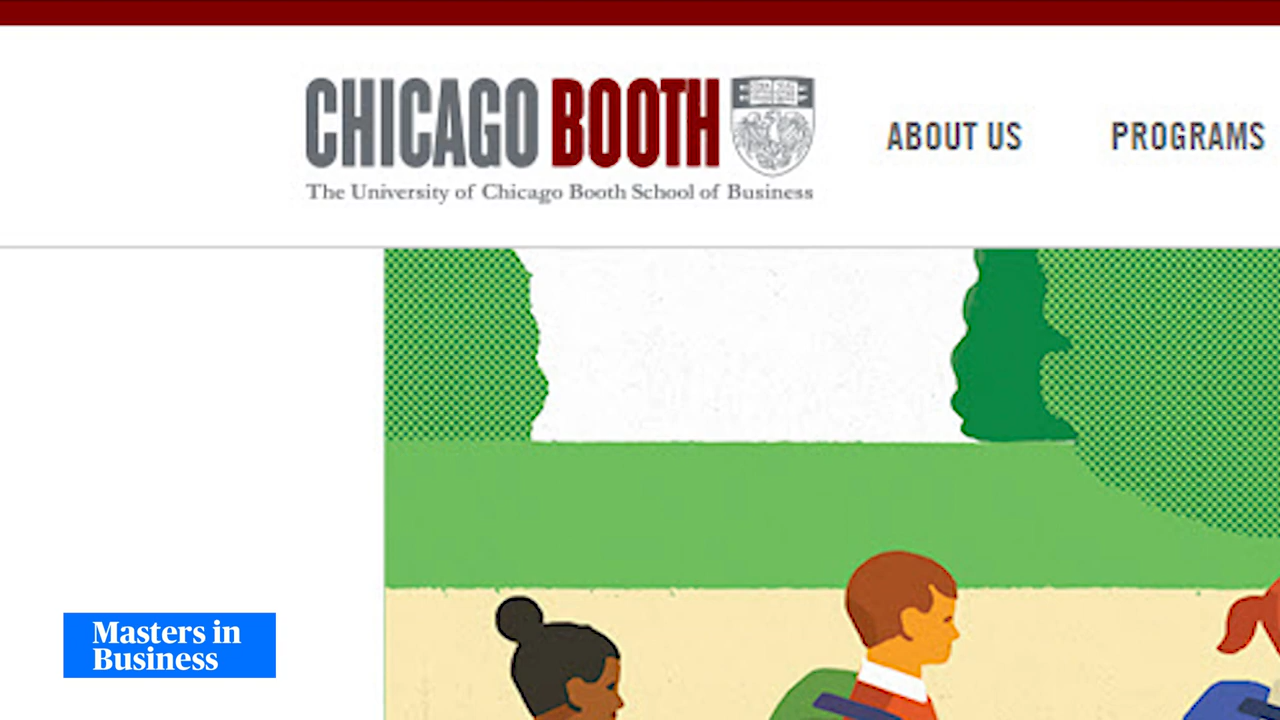 CHICAGO BOOTH
The University of Chicago Booth School of Business
ABOUT US
PROGRAMS
Masters in
Business